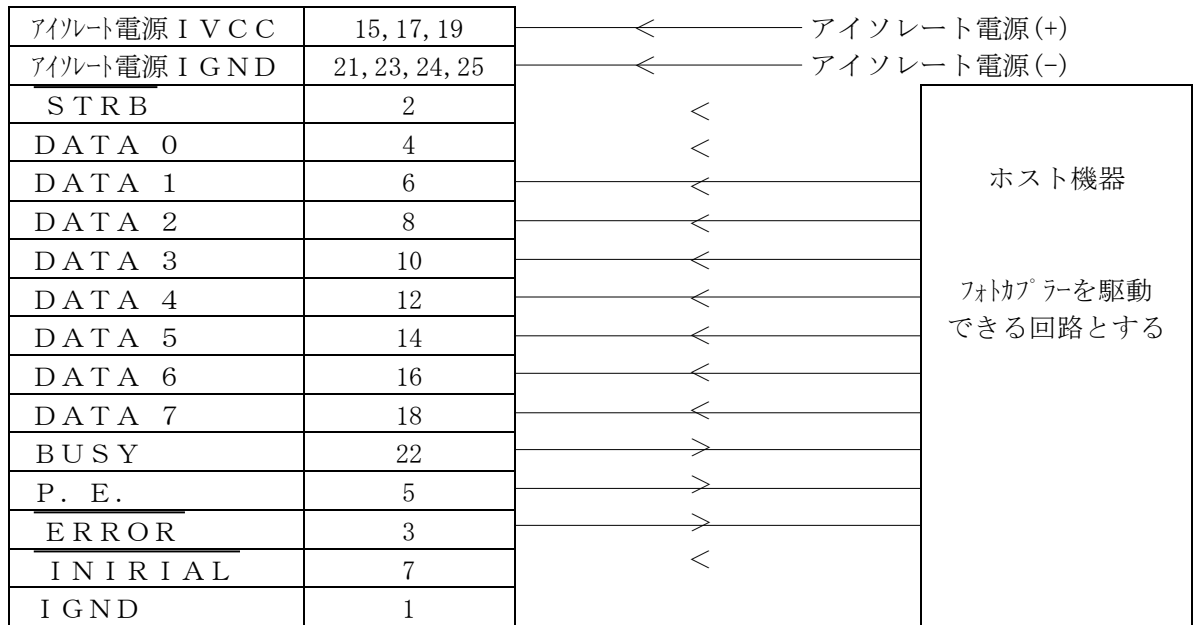 ｱｲｿﾚｰﾄ電源ＩＶＣＣ 15,17,19 アイソレート電源(+)
ｱｲｿﾚｰﾄ電源ＩＧＮＤ 21,23,24,25 アイソレート電源(-)
ＳＴＲＢ 2
ＤＡＴＡ ０ 4
ＤＡＴＡ １ 6 ホスト機器
ＤＡＴＡ ２ 8
ＤＡＴＡ ３ 10
ＤＡＴＡ ４ 12 ﾌｫﾄｶﾌﾟﾗｰを駆動
ＤＡＴＡ ５ 14 できる回路とする
ＤＡＴＡ ６ 16
ＤＡＴＡ ７ 18
ＢＵＳＹ 22
Ｐ．Ｅ． 5
ＥＲＲＯＲ 3
ＩＮＩＲＩＡＬ 7
ＩＧＮＤ 1